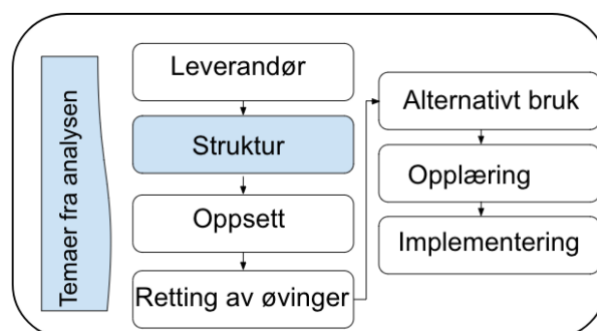 Temaer fra analysen
Leverandør
Struktur
Oppsett
Retting av øvinger
Alternativt bruk
Opplæring
Implementering